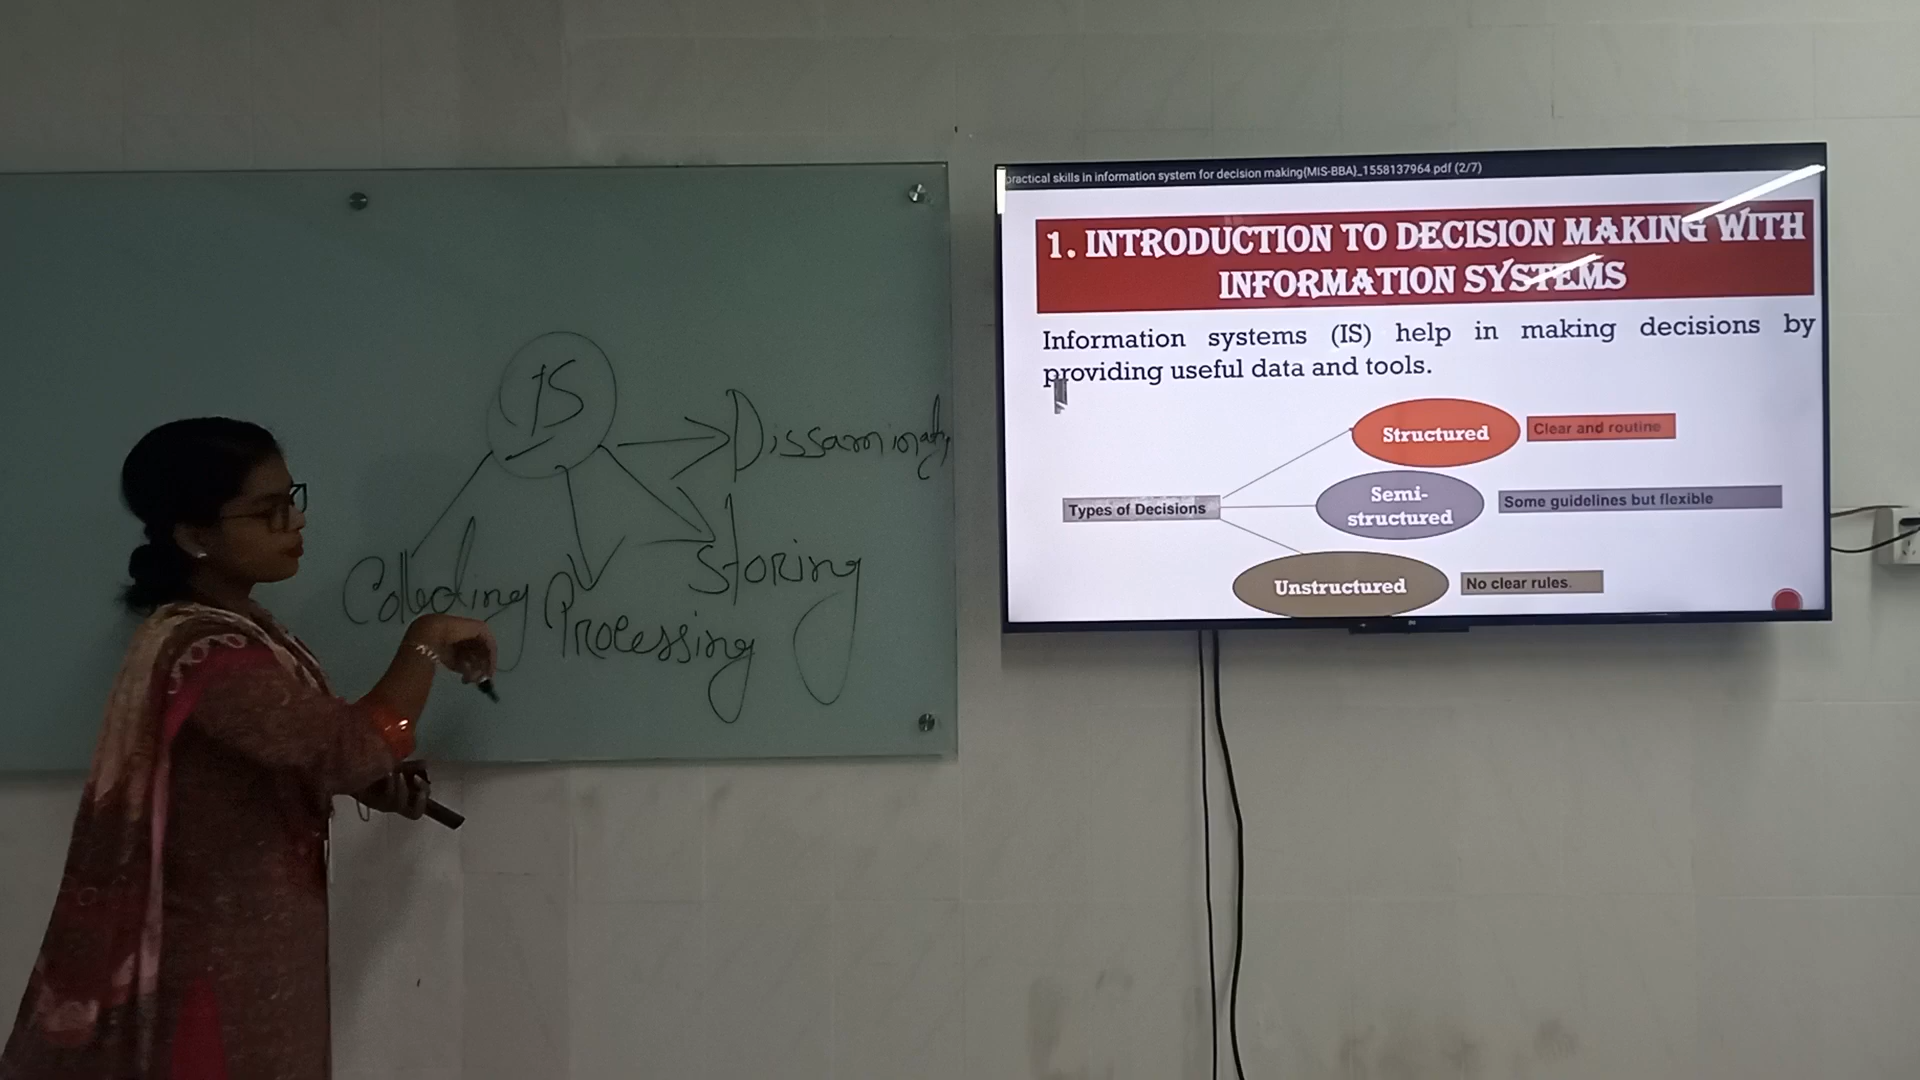 IS
Dissaminating
Collecting
Storing
Processing
practical skills in information system for decision making(MIS-BBA)_1558137964 pdf (2/7)
1. INTRODUCTION TO DECISION MAKING WITH
INFORMATION SYSTEMS
Information systems (IS) help in making decisions by
providing useful data and tools.
Structured
Clear and routine
Types of Decisions
Semi-
structured
Some guidelines but flexible
Unstructured
No clear rules.